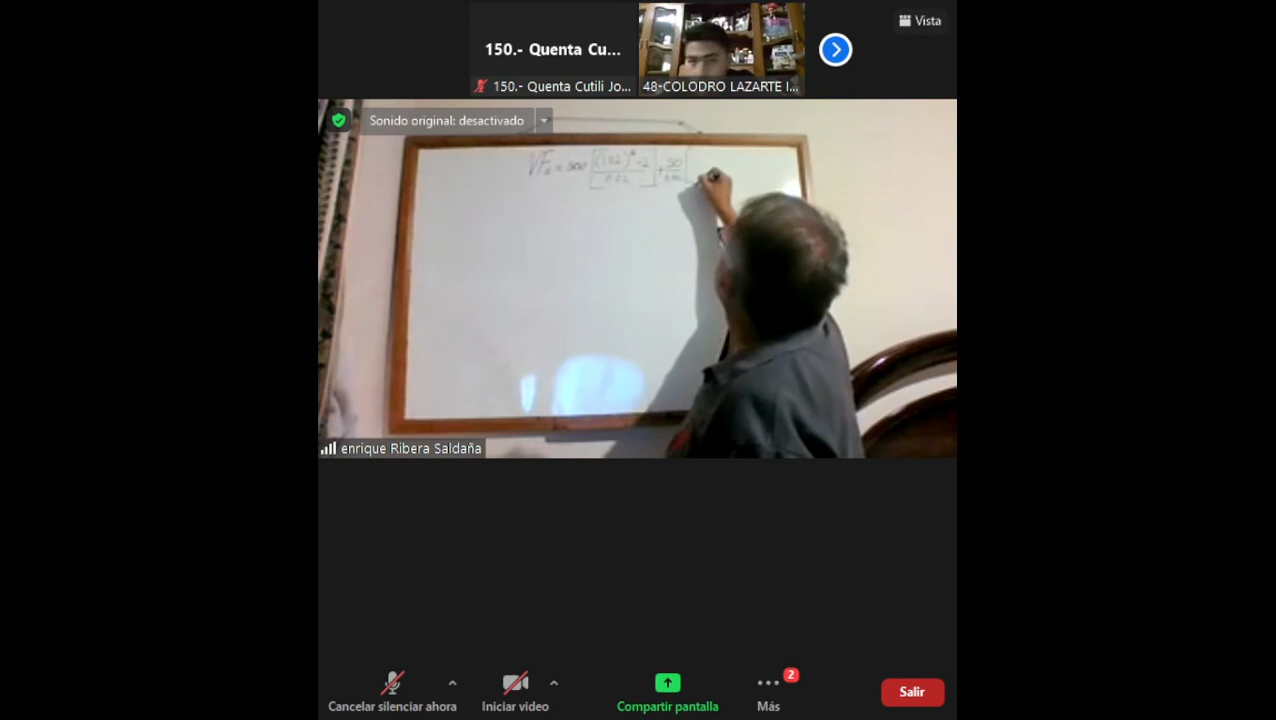 Vista
150.- Quenta Cu...
150.- Quenta Cutili Jo...
48-COLODRO LAZARTE I...
Sonido original: desactivado
+ 50
enrique Ribera Saldaña
2
Cancelar silenciar ahora
Iniciar video
Compartir pantalla
Más
Salir